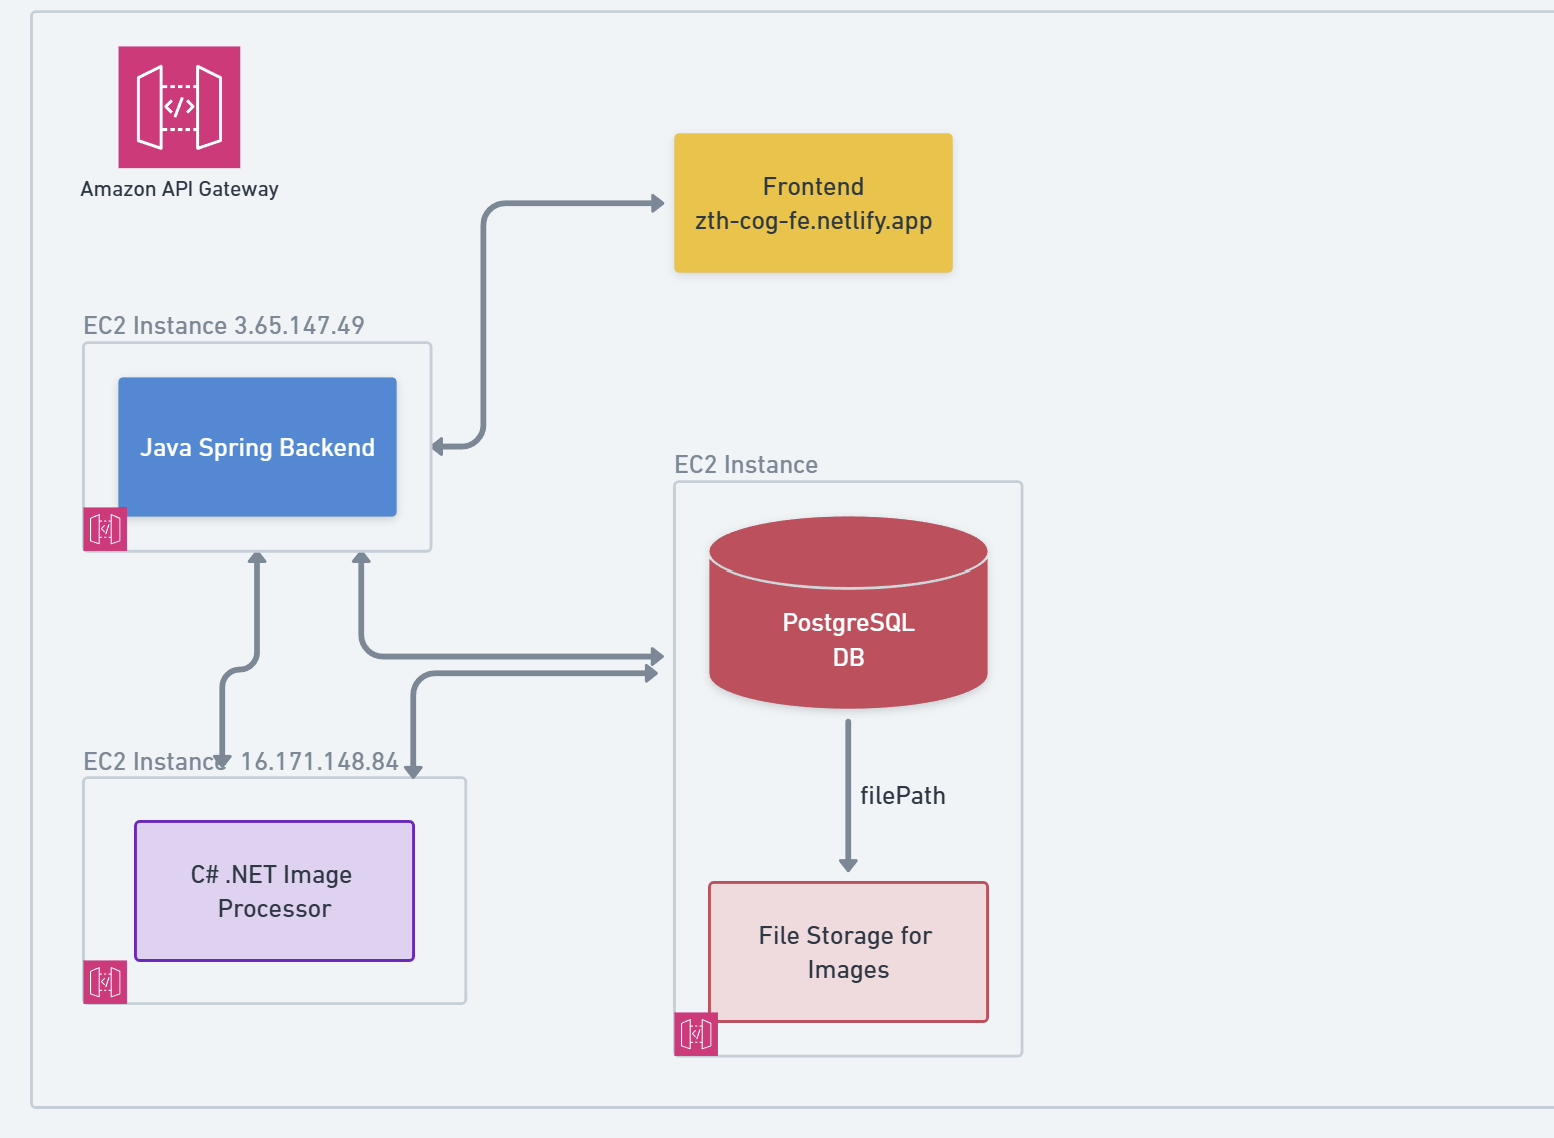 Amazon API Gateway
Frontend
zth-cog-fe.netlify.app
EC2 Instance 3.65.147.49
Java Spring Backend
EC2 Instance
PostgreSQL
DB
EC2 Instance 16.171.148.84
filePath
C# .NET Image
Processor
File Storage for
Images